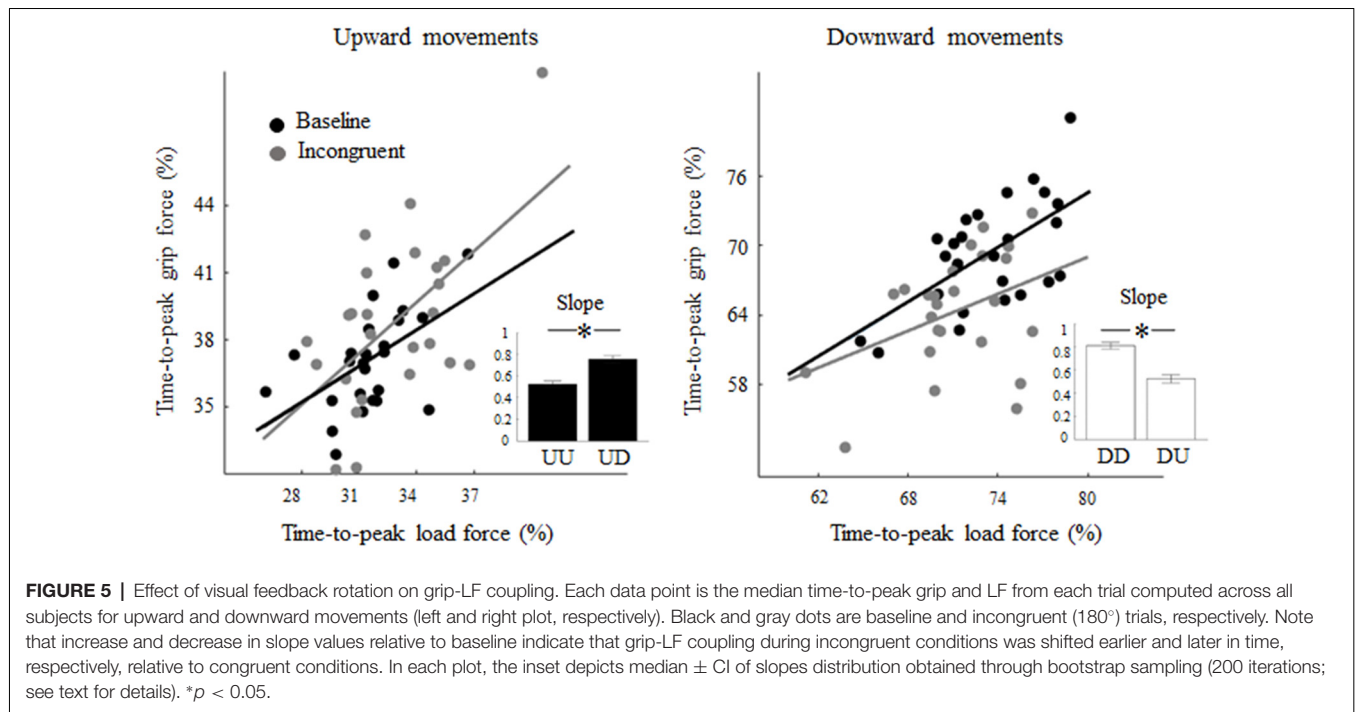 Upward movements
Downward movements
Baseline
Incongruent
Time-to-peak grip force (%)
44
41
38
35
28 31 34 37
Time-to-peak load force (%)
Slope
*
1
0.8
0.6
0.4
0.2
0
UU UD
Time-to-peak grip force (%)
76
70
64
58
62 68 74 80
Time-to-peak load force (%)
Slope
*
1
0.8
0.6
0.4
0.2
0
DD DU
FIGURE 5 | Effect of visual feedback rotation on grip-LF coupling. Each data point is the median time-to-peak grip and LF from each trial computed across all
subjects for upward and downward movements (left and right plot, respectively). Black and gray dots are baseline and incongruent (180°) trials, respectively. Note
that increase and decrease in slope values relative to baseline indicate that grip-LF coupling during incongruent conditions was shifted earlier and later in time,
respectively, relative to congruent conditions. In each plot, the inset depicts median ± CI of slopes distribution obtained through bootstrap sampling (200 iterations;
see text for details). *p < 0.05.